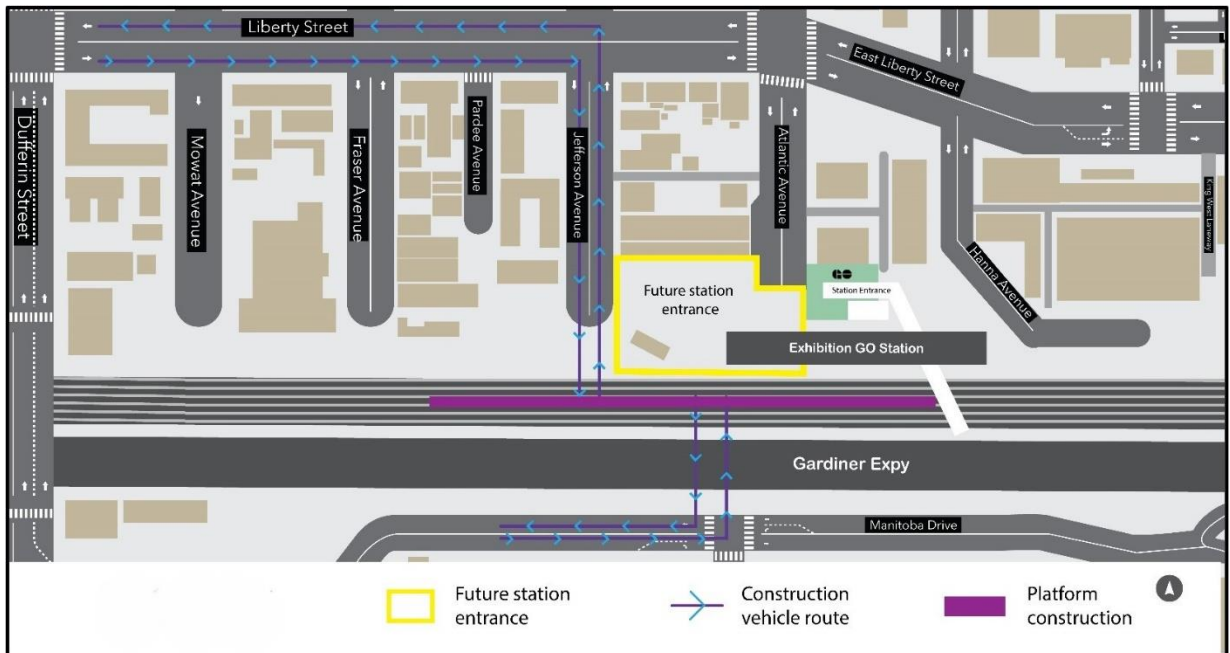 Liberty Street
East Liberty Street
Dufferin Street
Mowat Avenue
Fraser Avenue
Pardee Avenue
Jefferson Avenue
Atlantic Avenue
King West Laneway
Hanna Avenue
GO
Station Entrance
Future station
entrance
Exhibition GO Station
Gardiner Expy
Manitoba Drive
Future station
entrance
Construction
vehicle route
Platform
construction